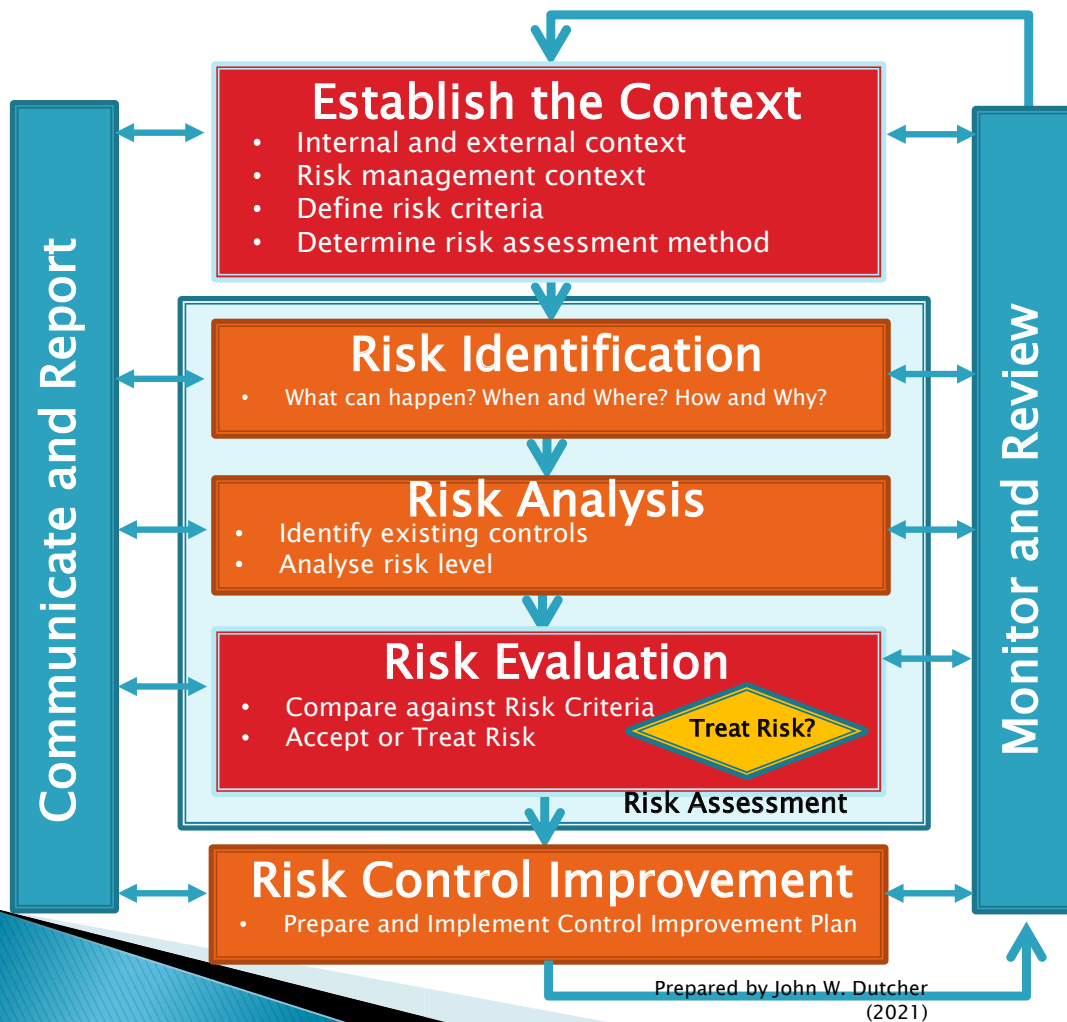 Establish the Context
• Internal and external context
• Risk management context
• Define risk criteria
• Determine risk assessment method
Communicate and Report
Monitor and Review
Risk Identification
• What can happen? When and Where? How and Why?
Risk Analysis
• Identify existing controls
• Analyse risk level
Risk Evaluation
• Compare against Risk Criteria
• Accept or Treat Risk
Treat Risk?
Risk Assessment
Risk Control Improvement
• Prepare and Implement Control Improvement Plan
Prepared by John W. Dutcher
(2021)